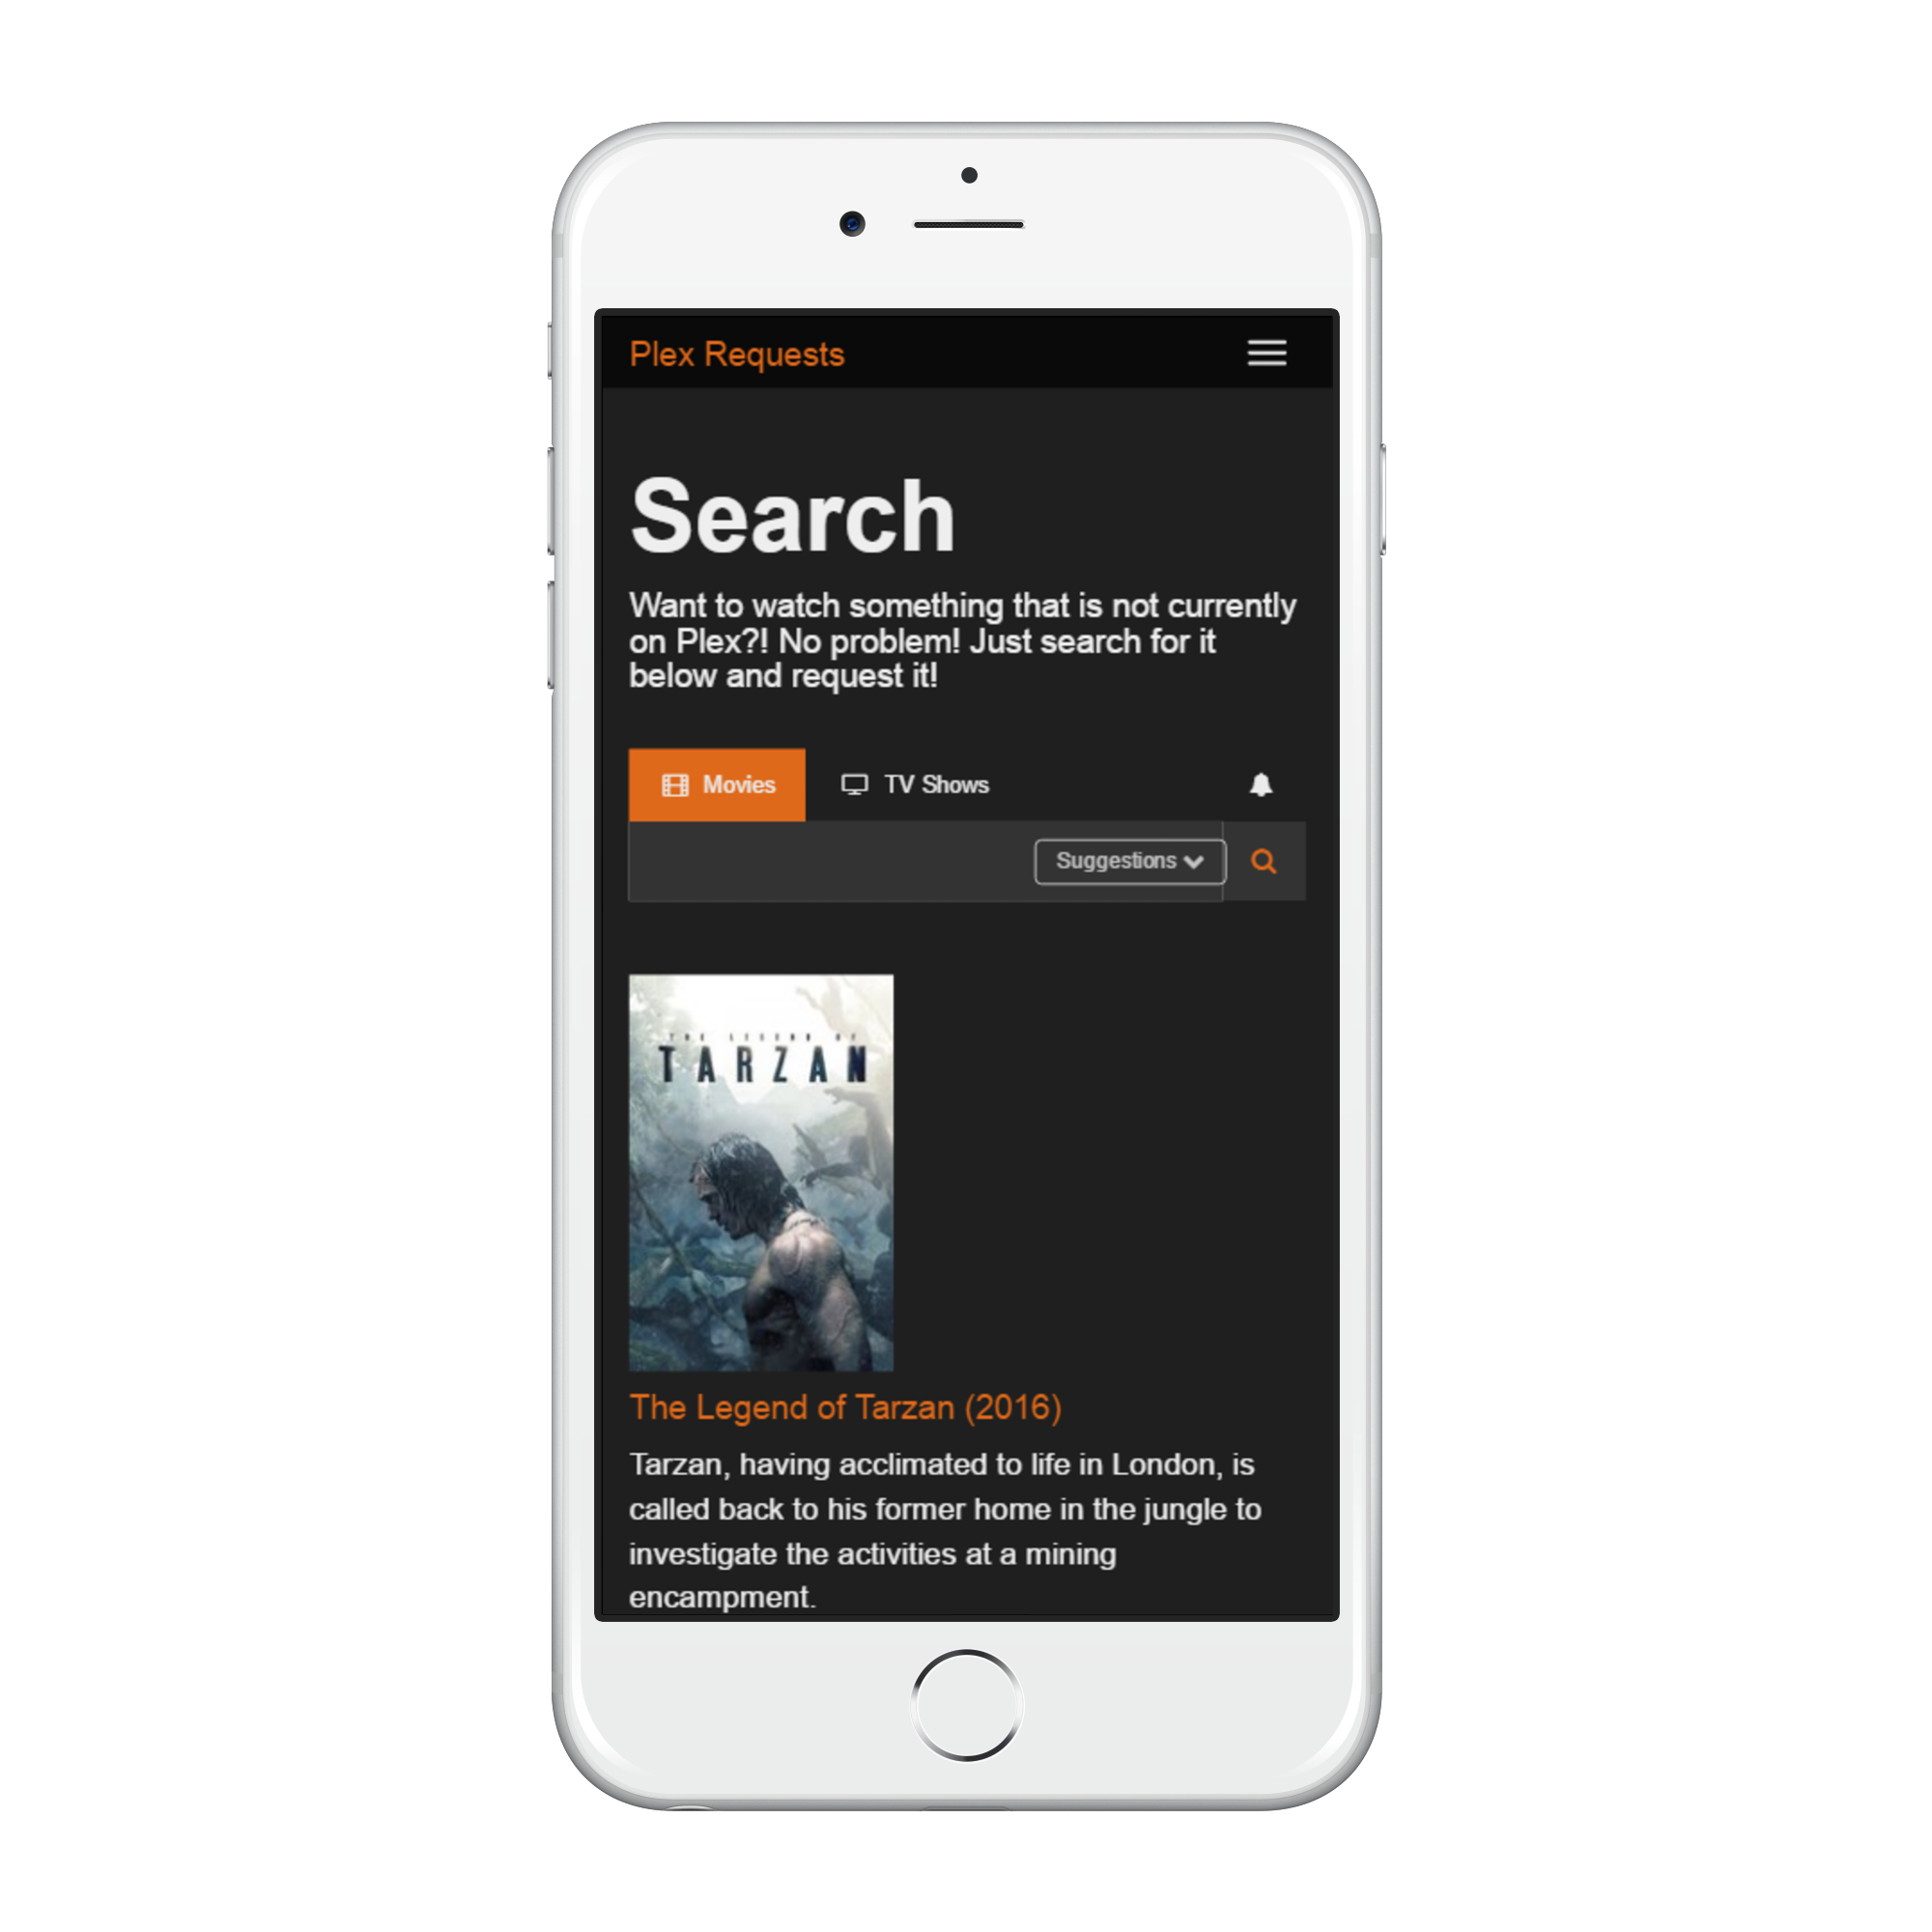 Plex Requests
Search
Want to watch something that is not currently
on Plex?! No problem! Just search for it
below and request it!
Movies
TV Shows
Suggestions
THE LEGEND OF
TARZAN
The Legend of Tarzan (2016)
Tarzan, having acclimated to life in London, is
called back to his former home in the jungle to
investigate the activities at a mining
encampment.